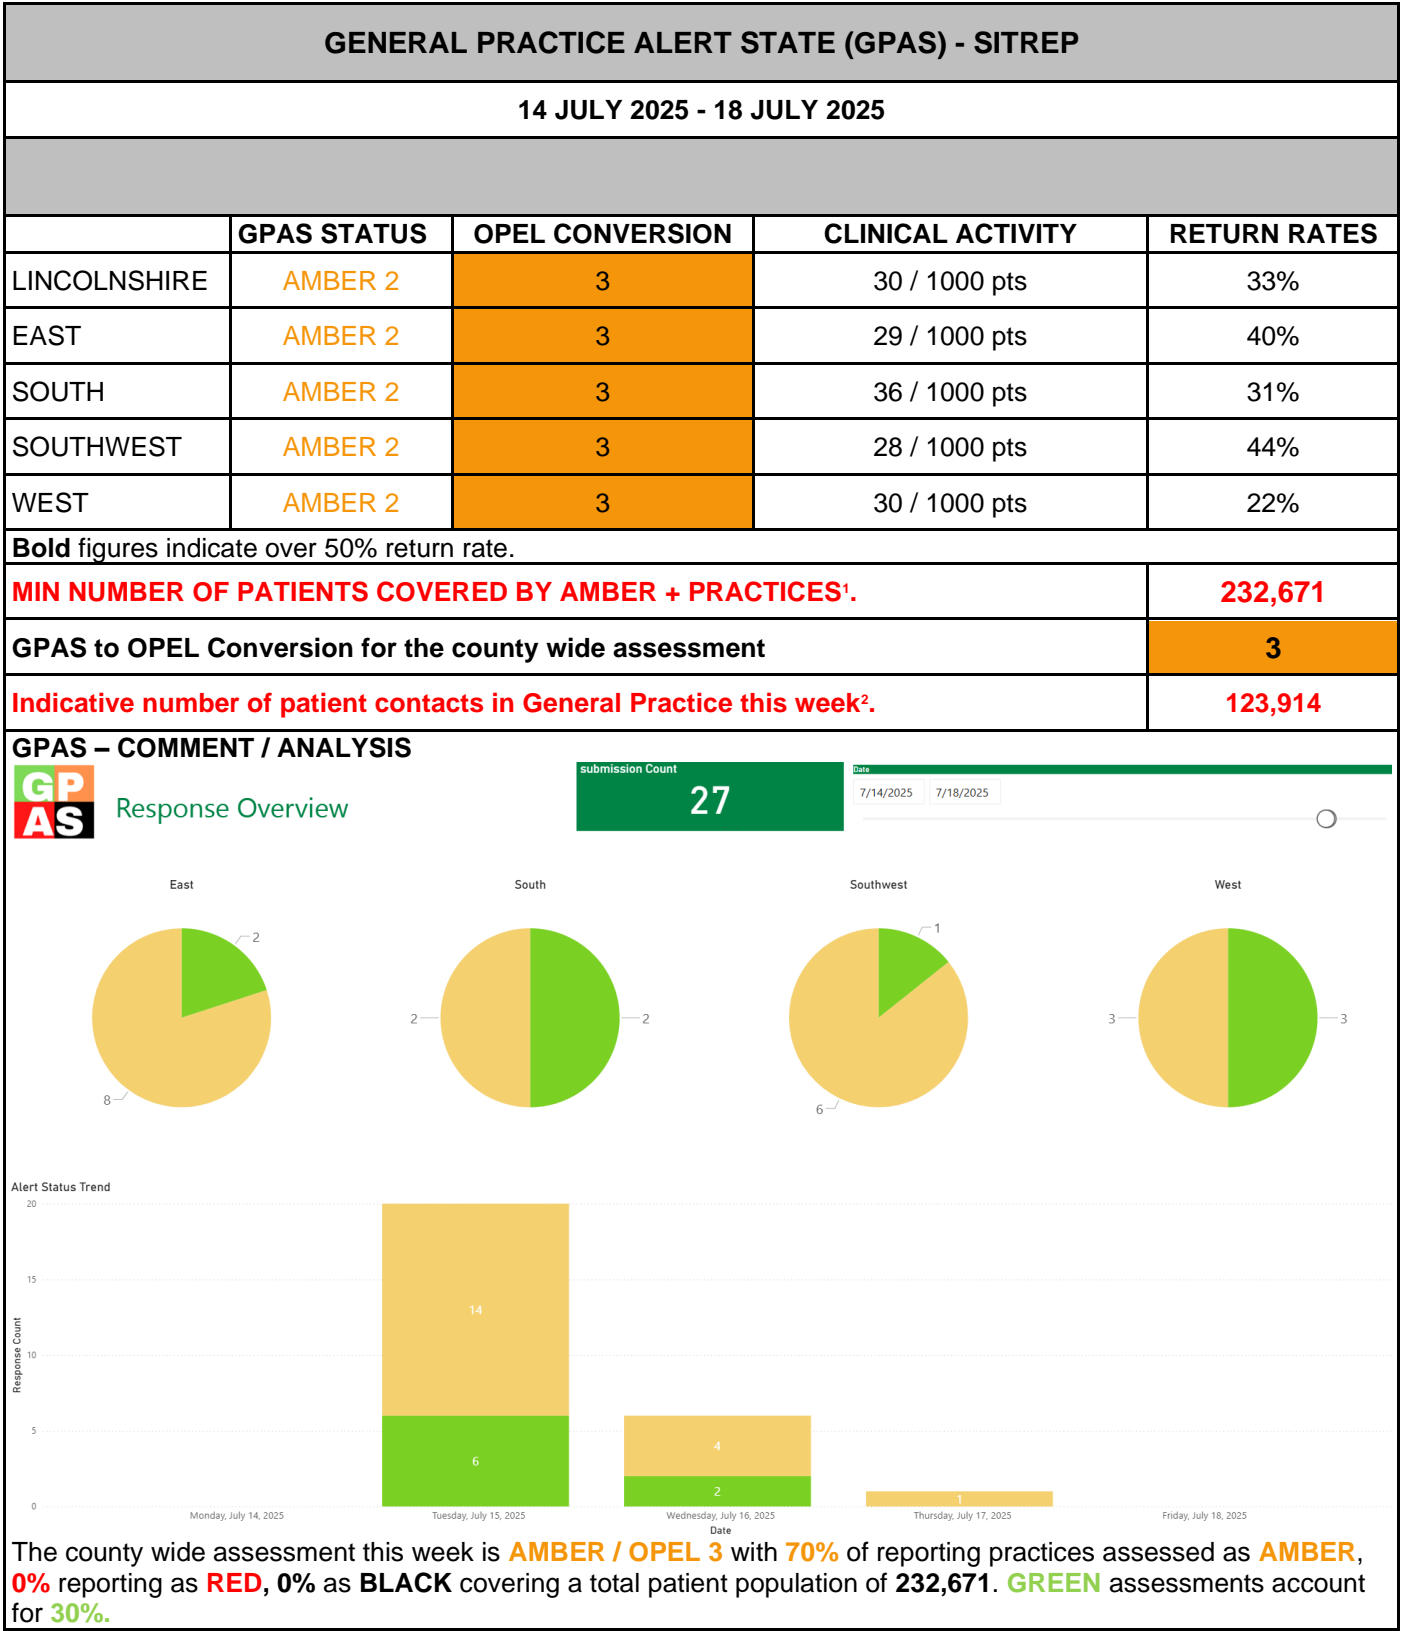 GENERAL PRACTICE ALERT STATE (GPAS) - SITREP
14 JULY 2025 - 18 JULY 2025
GPAS STATUS OPEL CONVERSION CLINICAL ACTIVITY RETURN RATES
LINCOLNSHIRE AMBER 2 3 30 / 1000 pts 33%
EAST AMBER 2 3 29 / 1000 pts 40%
SOUTH AMBER 2 3 36 / 1000 pts 31%
SOUTHWEST AMBER 2 3 28 / 1000 pts 44%
WEST AMBER 2 3 30 / 1000 pts 22%
Bold figures indicate over 50% return rate.
MIN NUMBER OF PATIENTS COVERED BY AMBER + PRACTICES¹. 232,671
GPAS to OPEL Conversion for the county wide assessment 3
Indicative number of patient contacts in General Practice this week². 123,914
GPAS – COMMENT / ANALYSIS
GP
AS
Response Overview
submission Count
27
Date
7/14/2025 7/18/2025
East
2
8
South
2
2
Southwest
1
6
West
3
3
Alert Status Trend
20
15
10
5
0
Response Count
14
6
4
2
1
Monday, July 14, 2025 Tuesday, July 15, 2025 Wednesday, July 16, 2025 Thursday, July 17, 2025 Friday, July 18, 2025
Date
The county wide assessment this week is AMBER / OPEL 3 with 70% of reporting practices assessed as AMBER,
0% reporting as RED, 0% as BLACK covering a total patient population of 232,671. GREEN assessments account
for 30%.